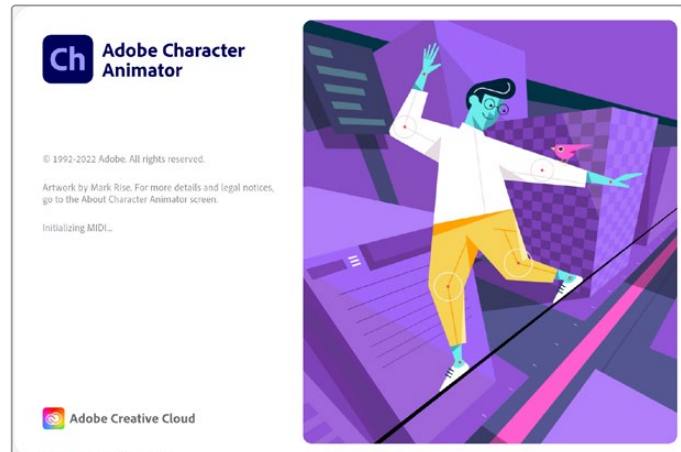 Ch
Adobe Character
Animator
© 1992-2022 Adobe. All rights reserved.
Artwork by Mark Rise. For more details and legal notices,
go to the About Character Animator screen.
Initializing MIDI...
Adobe Creative Cloud